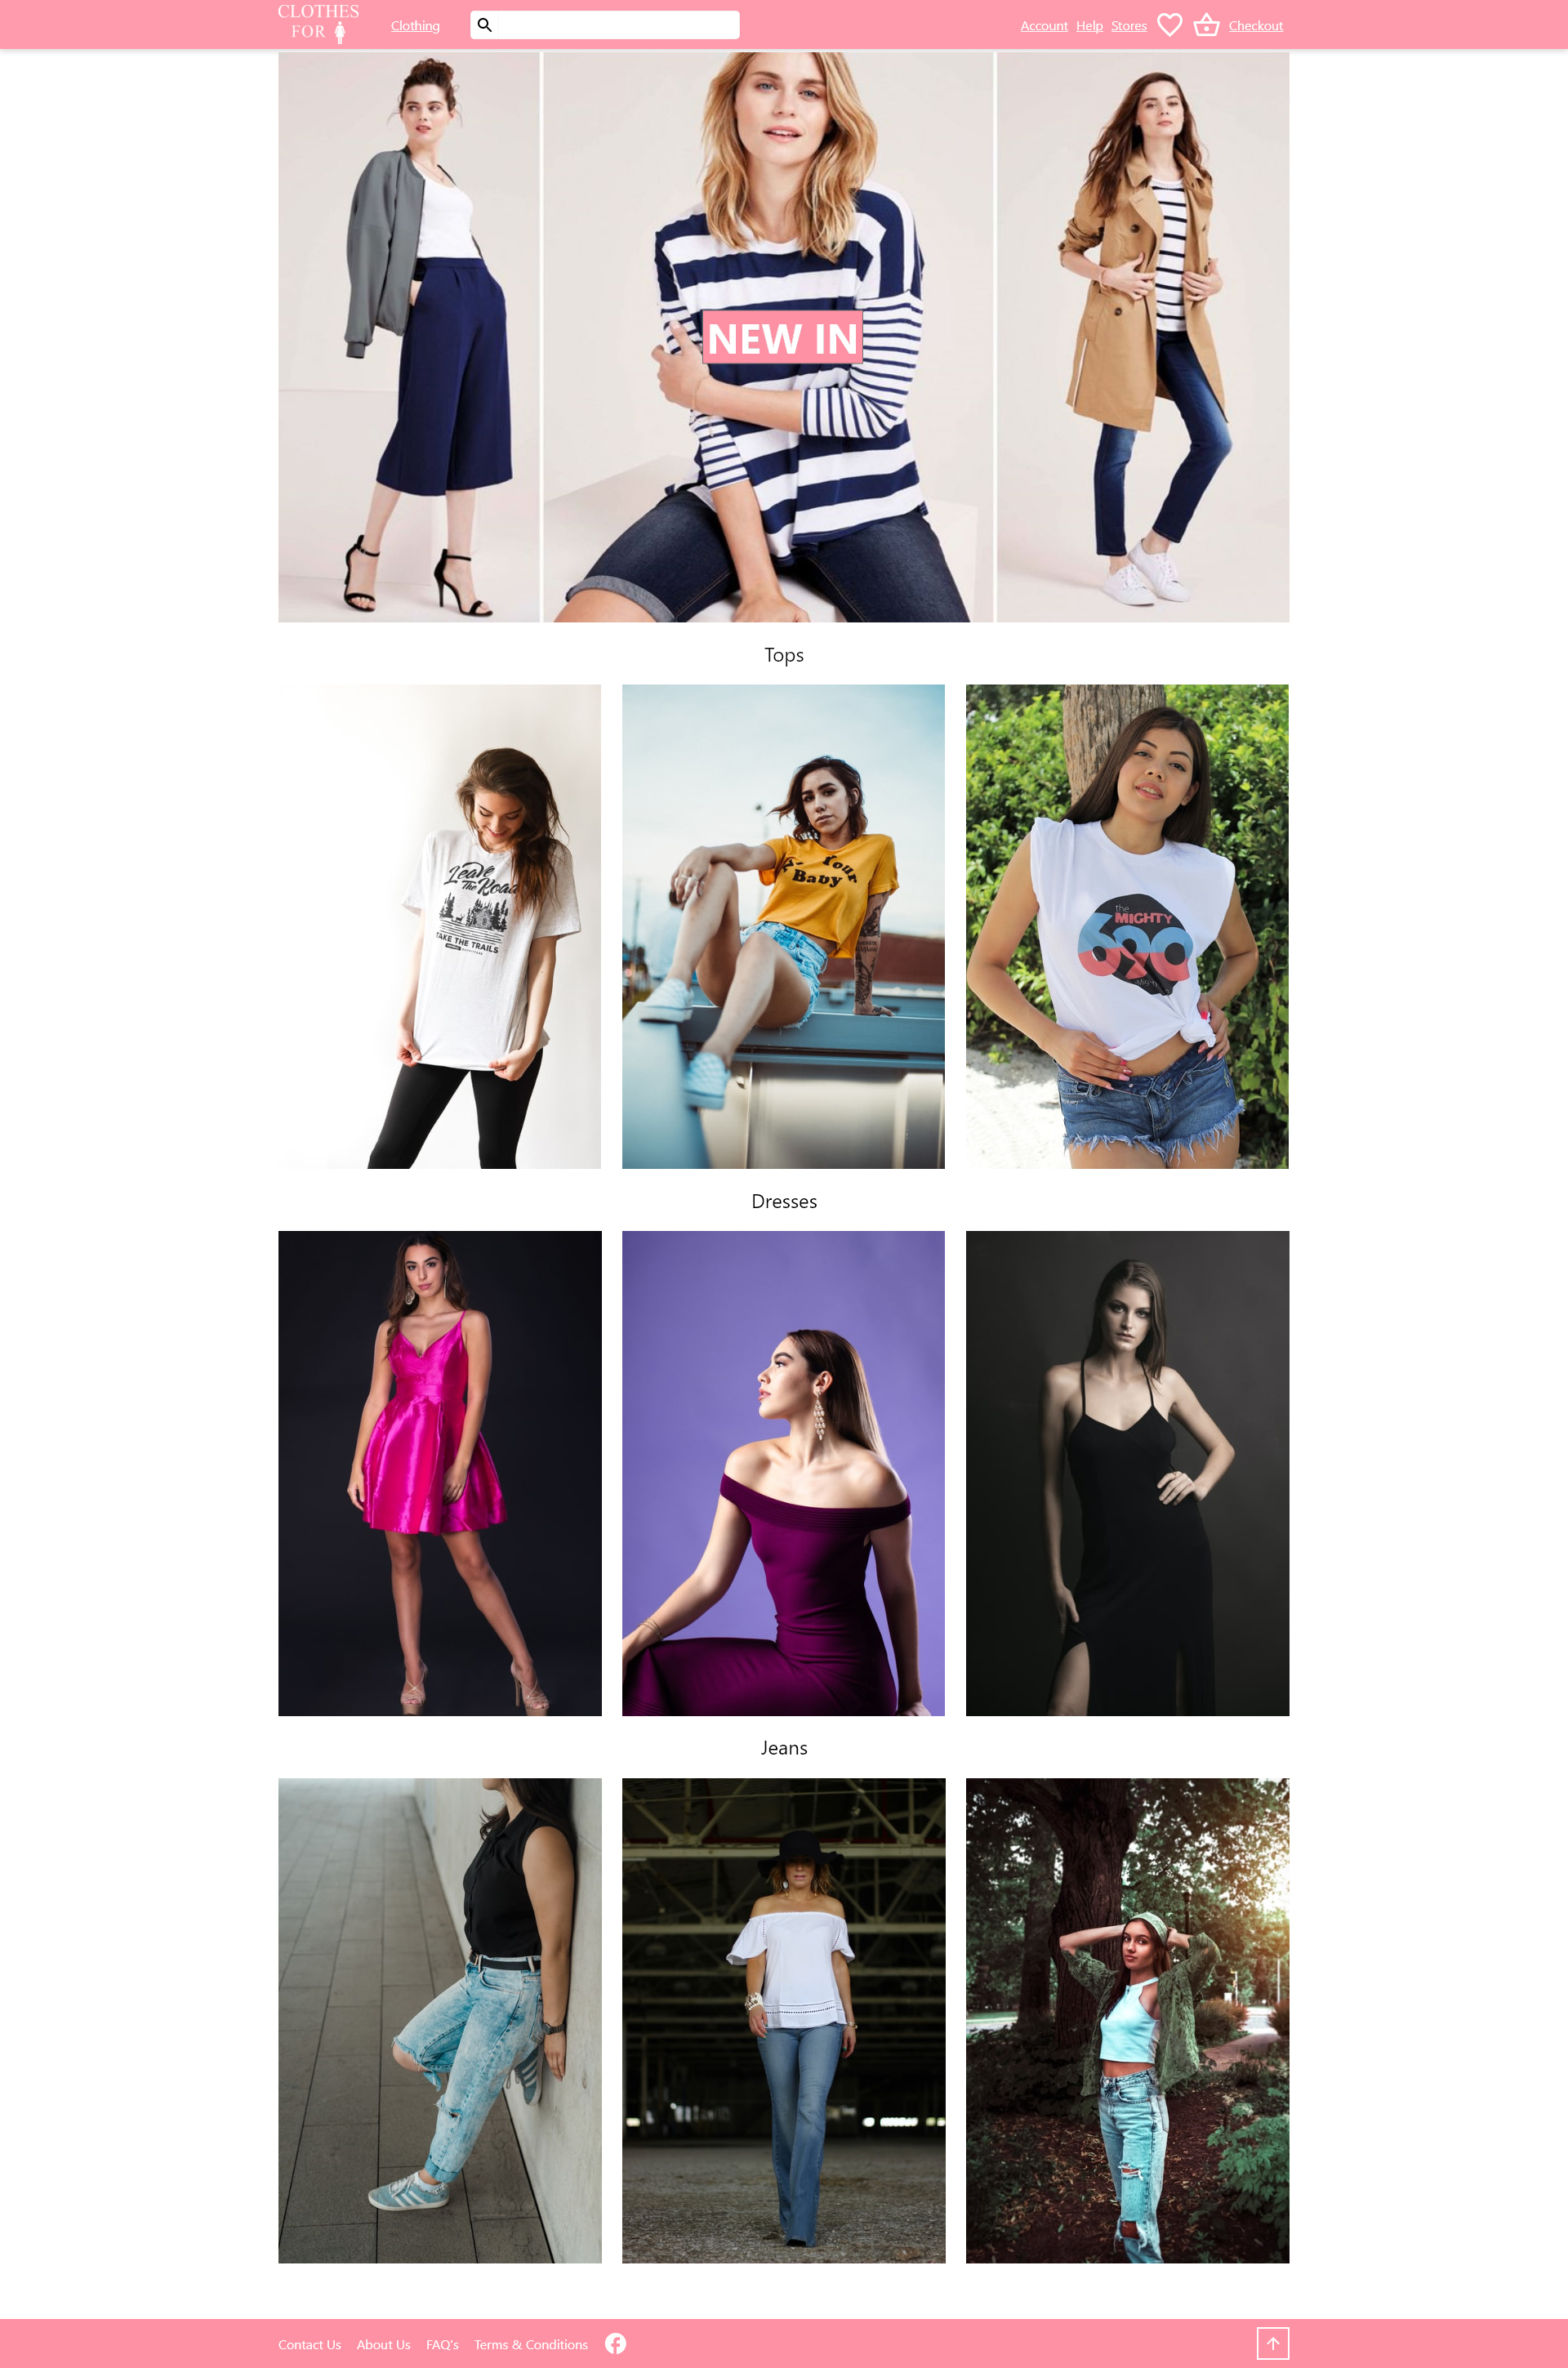 CLOTHES
FOR
Clothing
Account Help Stores Checkout
NEW IN
Tops
Leave
The Road
TAKE THE TRAILS
Your
Baby
the
MIGHTY
690
Dresses
Jeans
Contact Us About Us FAQ's Terms & Conditions